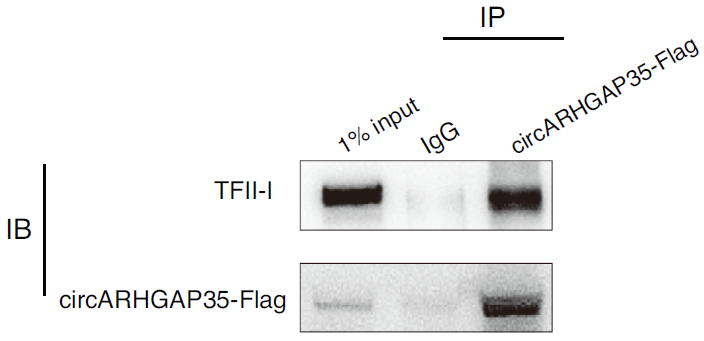 IP
1% input
IgG
circARHGAP35-Flag
TFII-I
IB
circARHGAP35-Flag